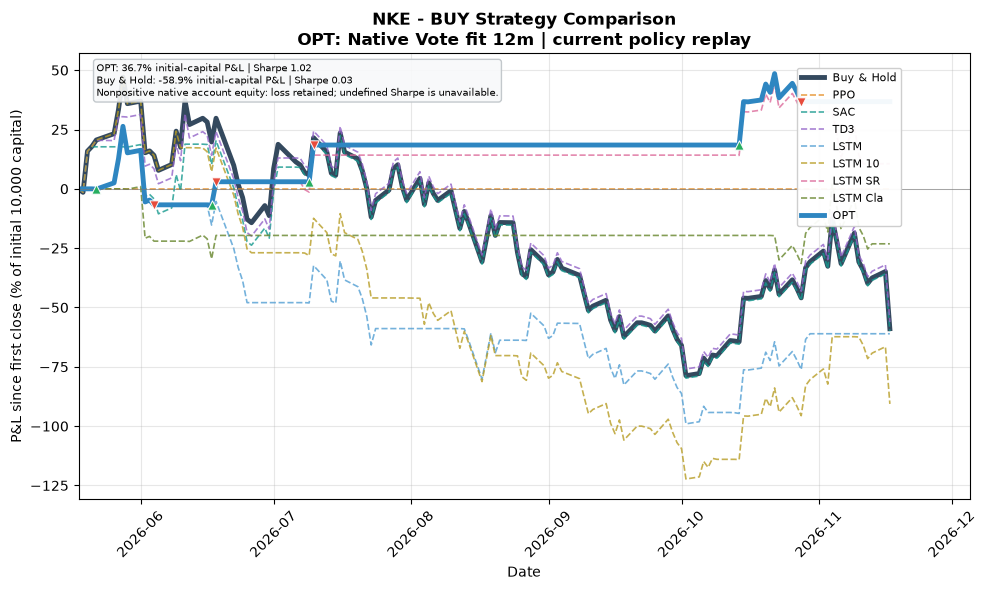 NKE - BUY Strategy Comparison
OPT: Native Vote fit 12m | current policy replay
OPT: 36.7% initial-capital P&L | Sharpe 1.02
Buy & Hold: -58.9% initial-capital P&L | Sharpe 0.03
Nonpositive native account equity: loss retained; undefined Sharpe is unavailable.
Buy & Hold
PPO
SAC
TD3
LSTM
LSTM 10
LSTM SR
LSTM Cla
OPT
P&L since first close (% of initial 10,000 capital)
50
25
0
−25
−50
−75
−100
−125
2026-06
2026-07
2026-08
2026-09
2026-10
2026-11
2026-12
Date